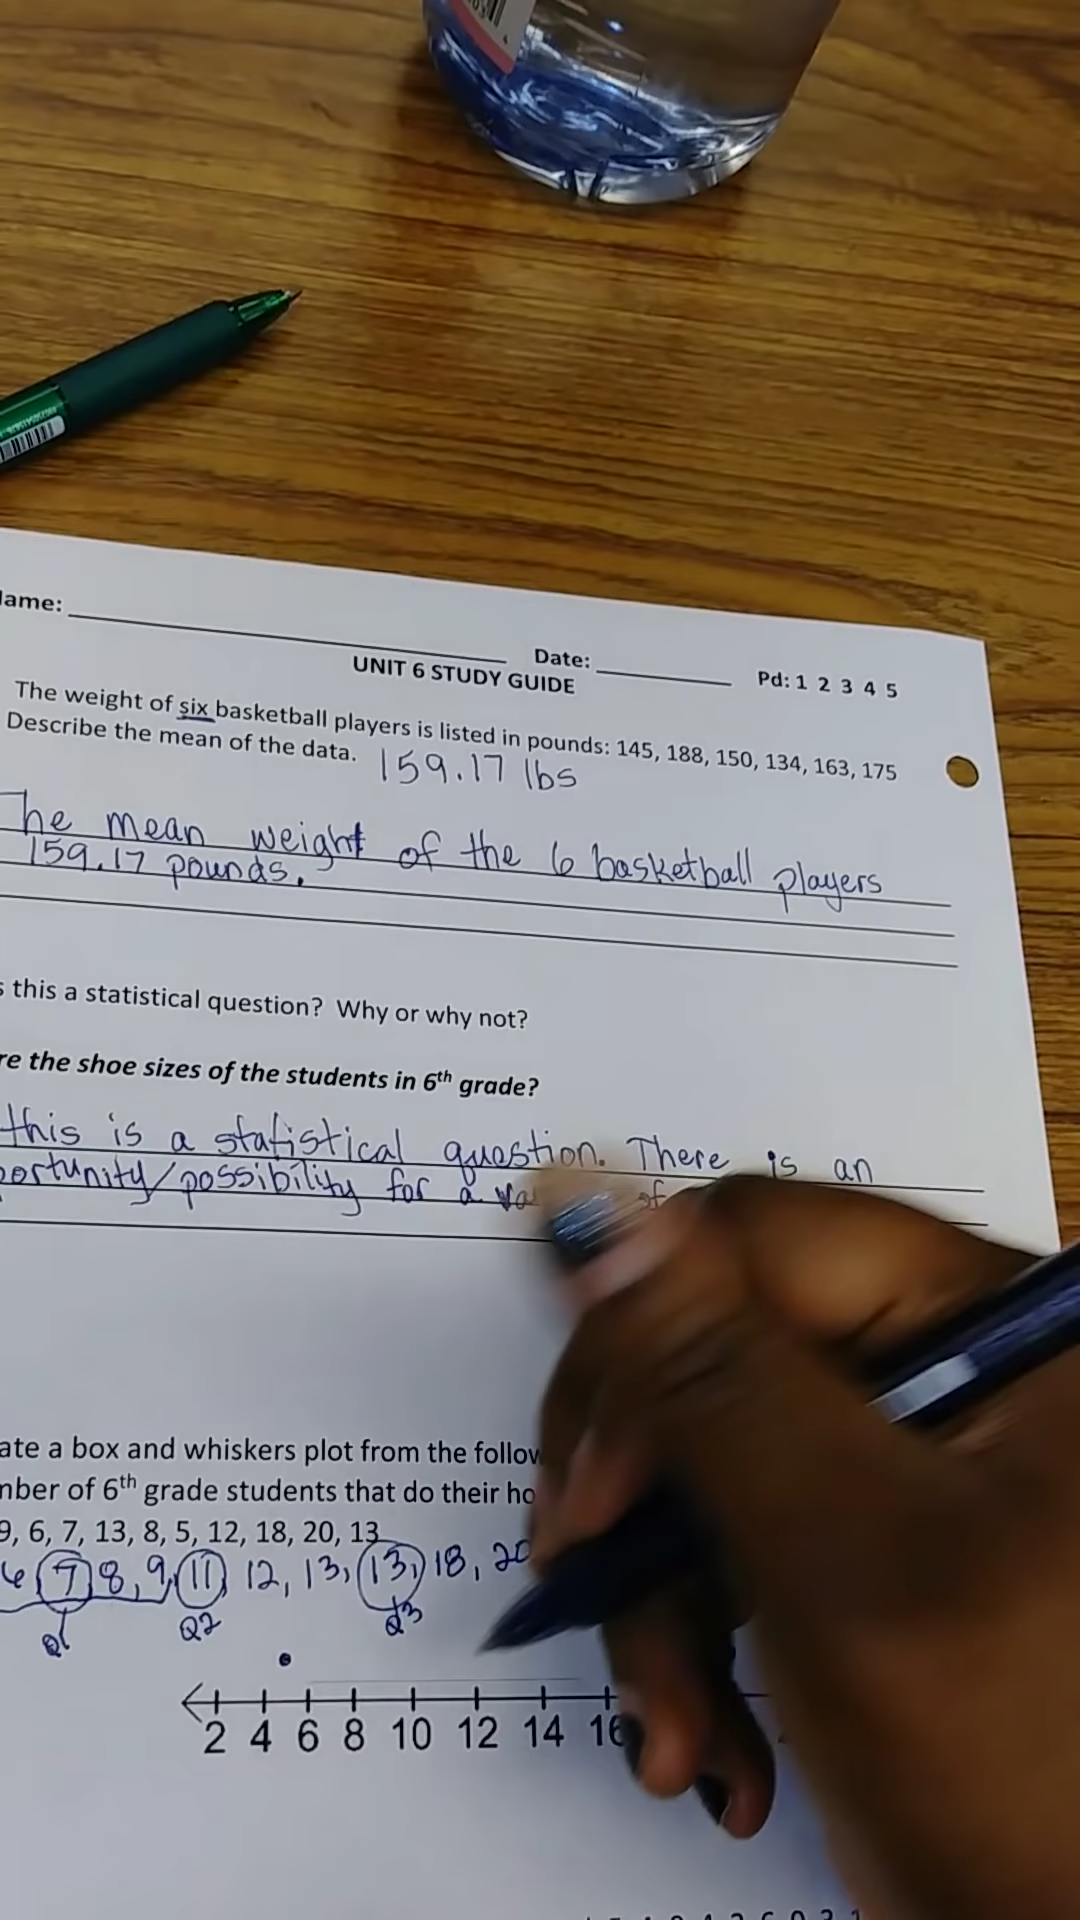 Name:
Date:
Pd: 1 2 3 4 5
UNIT 6 STUDY GUIDE
The weight of six basketball players is listed in pounds: 145, 188, 150, 134, 163, 175
Describe the mean of the data. 159.17 lbs
The mean weight of the 6 basketball players
159.17 pounds.
this a statistical question? Why or why not?
the shoe sizes of the students in 6th grade?
this is a statistical question. There is an
/possibility for a of
a box and whiskers plot from the
of 6th grade students that do their
9, 6, 7, 13, 8, 5, 12, 18, 20, 13
6 7 8, 9, 11 12, 13, 13, 18, 20
Q1 Q2 Q3
2 4 6 8 10 12 14 16